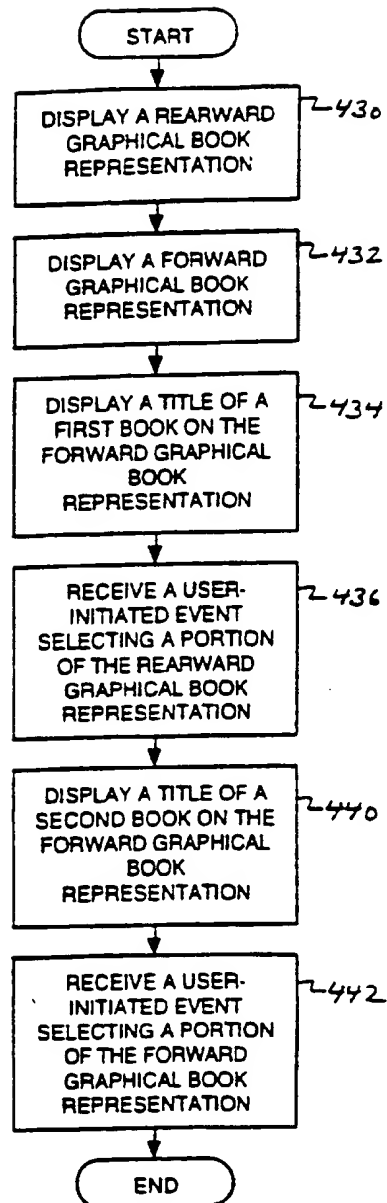 START
DISPLAY A REARWARD
GRAPHICAL BOOK
REPRESENTATION
430
DISPLAY A FORWARD
GRAPHICAL BOOK
REPRESENTATION
432
DISPLAY A TITLE OF A
FIRST BOOK ON THE
FORWARD GRAPHICAL
BOOK
REPRESENTATION
434
RECEIVE A USER-
INITIATED EVENT
SELECTING A PORTION
OF THE REARWARD
GRAPHICAL BOOK
REPRESENTATION
436
DISPLAY A TITLE OF A
SECOND BOOK ON THE
FORWARD GRAPHICAL
BOOK
REPRESENTATION
440
RECEIVE A USER-
INITIATED EVENT
SELECTING A PORTION
OF THE FORWARD
GRAPHICAL BOOK
REPRESENTATION
442
END